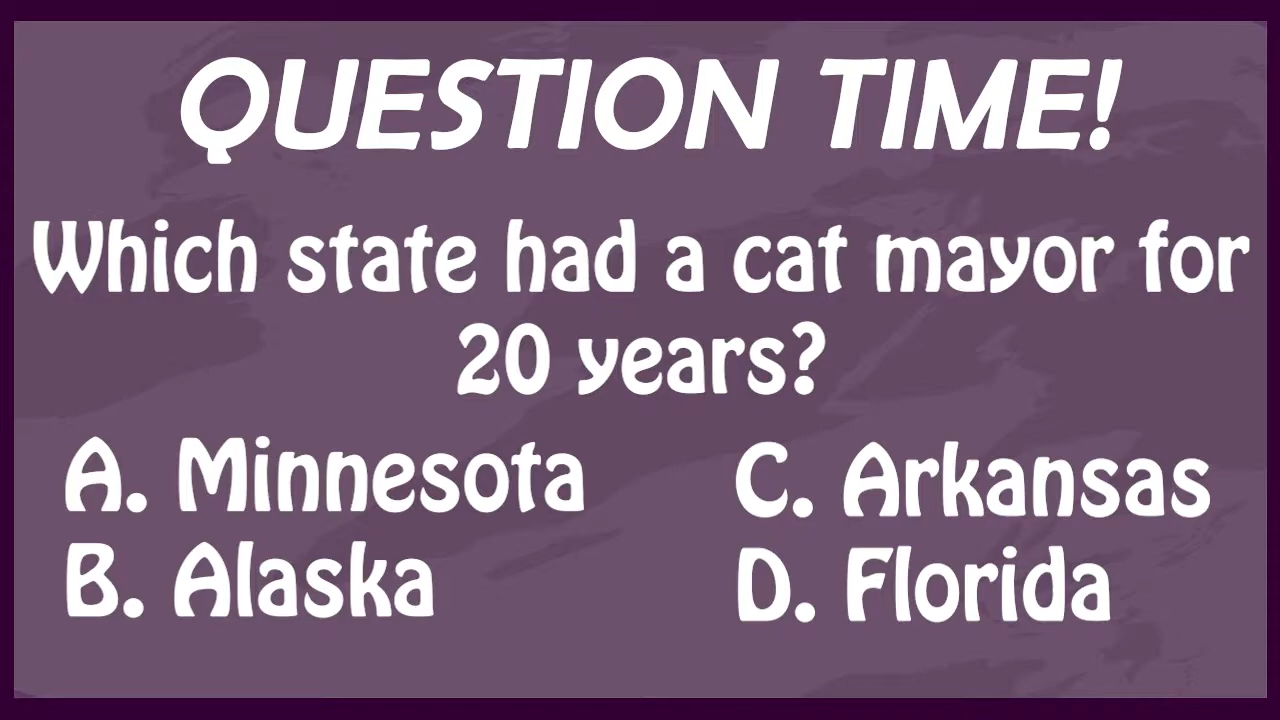 QUESTION TIME!
Which state had a cat mayor for
20 years?
A. Minnesota
C. Arkansas
B. Alaska
D. Florida